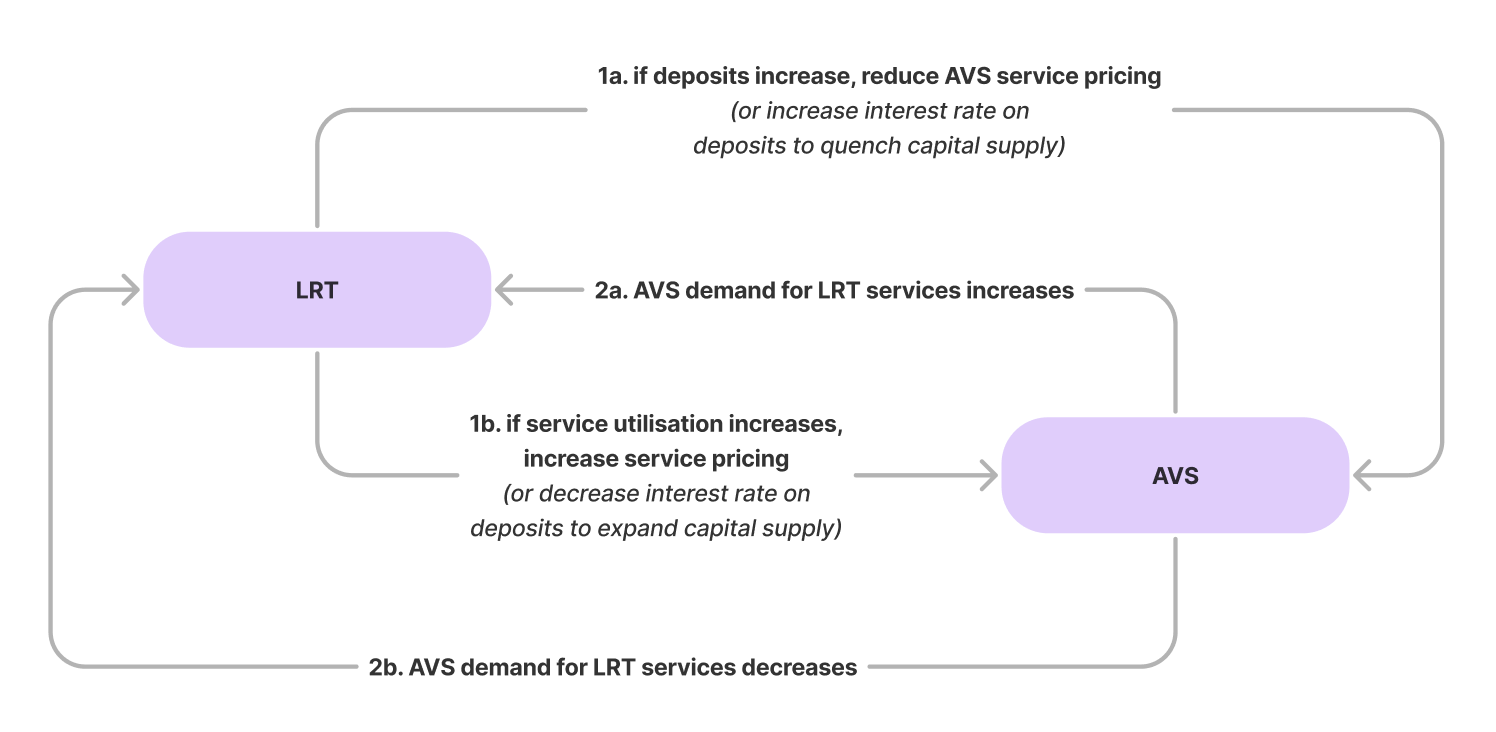 1a. if deposits increase, reduce AVS service pricing
(or increase interest rate on
deposits to quench capital supply)
LRT
2a. AVS demand for LRT services increases
1b. if service utilisation increases,
increase service pricing
(or decrease interest rate on
deposits to expand capital supply)
AVS
2b. AVS demand for LRT services decreases